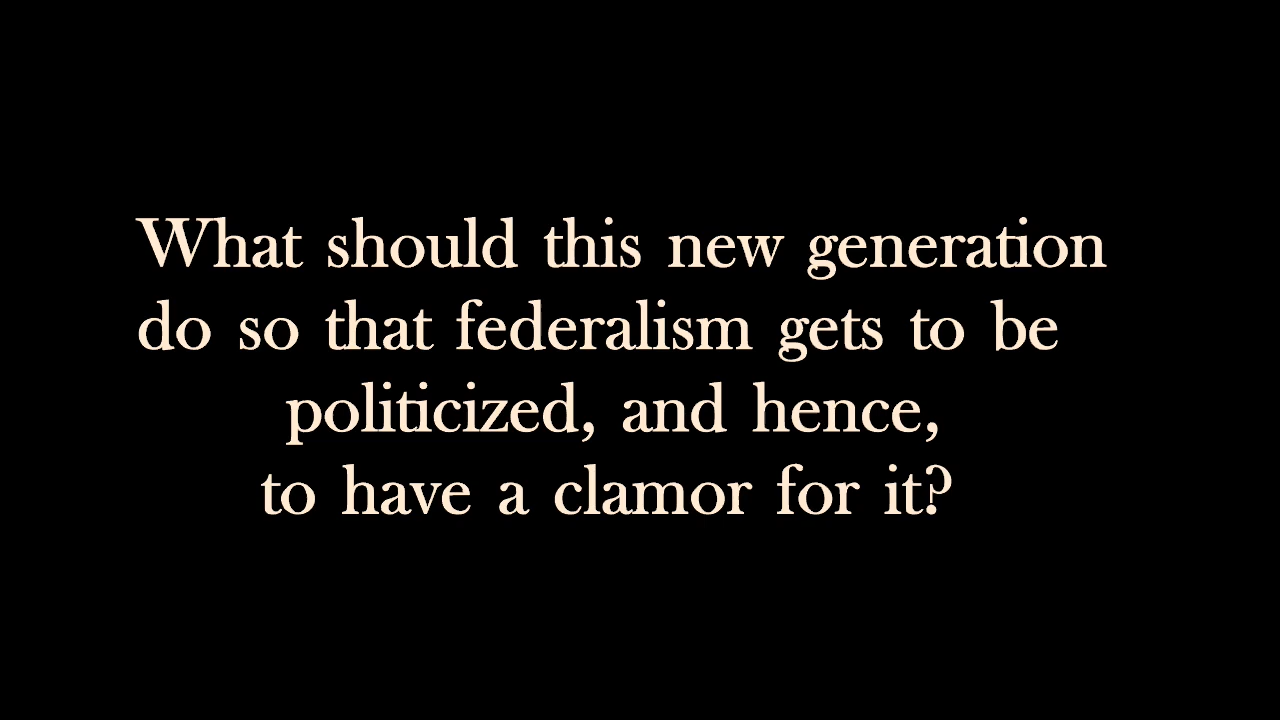 What should this new generation
do so that federalism gets to be
politicized, and hence,
to have a clamor for it?